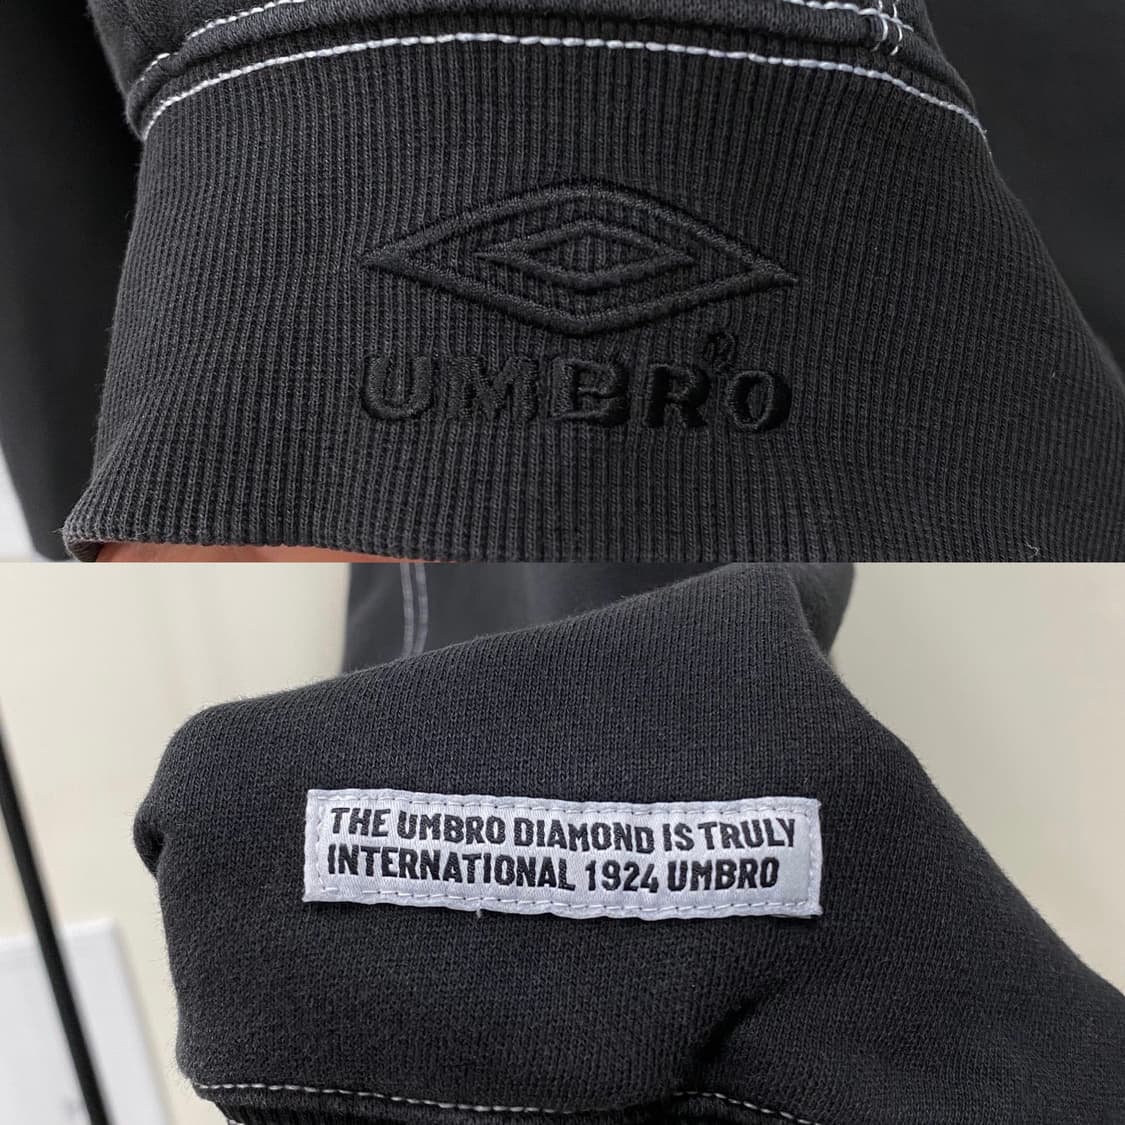 UMBRO®
THE UMBRO DIAMOND IS TRULY
INTERNATIONAL 1924 UMBRO